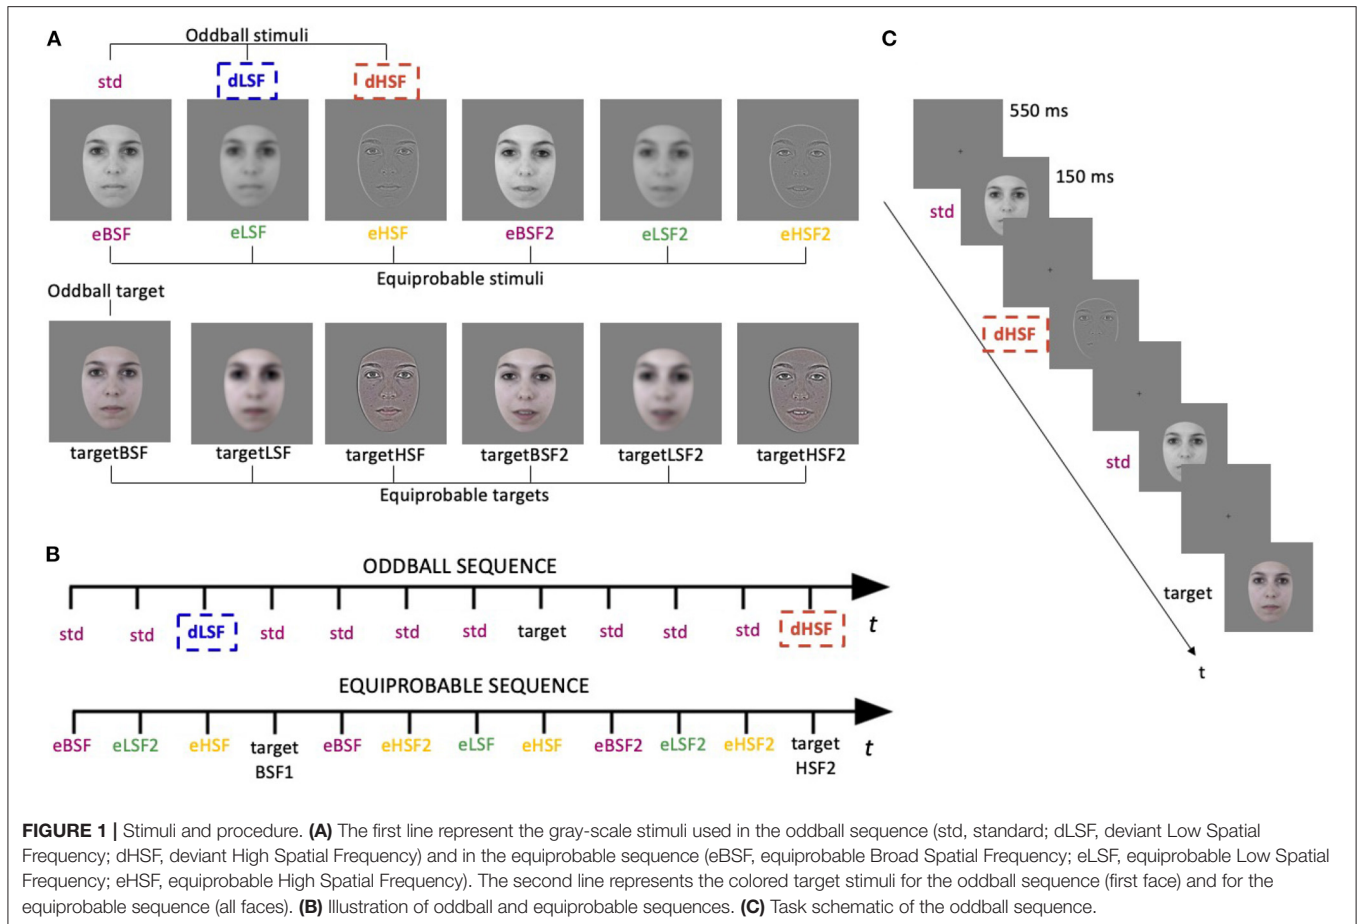 A
Oddball stimuli
std dLSF dHSF
eBSF eLSF eHSF eBSF2 eLSF2 eHSF2
Equiprobable stimuli
Oddball target
targetBSF targetLSF targetHSF targetBSF2 targetLSF2 targetHSF2
Equiprobable targets
B
ODDBALL SEQUENCE
std std dLSF std std std std target std std std dHSF t
EQUIPROBABLE SEQUENCE
eBSF eLSF2 eHSF target eBSF eHSF2 eLSF eHSF eBSF2 eLSF2 eHSF2 target t
BSF1 HSF2
C
550 ms
150 ms
std
dHSF
std
target
t
FIGURE 1 | Stimuli and procedure. (A) The first line represent the gray-scale stimuli used in the oddball sequence (std, standard; dLSF, deviant Low Spatial
Frequency; dHSF, deviant High Spatial Frequency) and in the equiprobable sequence (eBSF, equiprobable Broad Spatial Frequency; eLSF, equiprobable Low Spatial
Frequency; eHSF, equiprobable High Spatial Frequency). The second line represents the colored target stimuli for the oddball sequence (first face) and for the
equiprobable sequence (all faces). (B) Illustration of oddball and equiprobable sequences. (C) Task schematic of the oddball sequence.